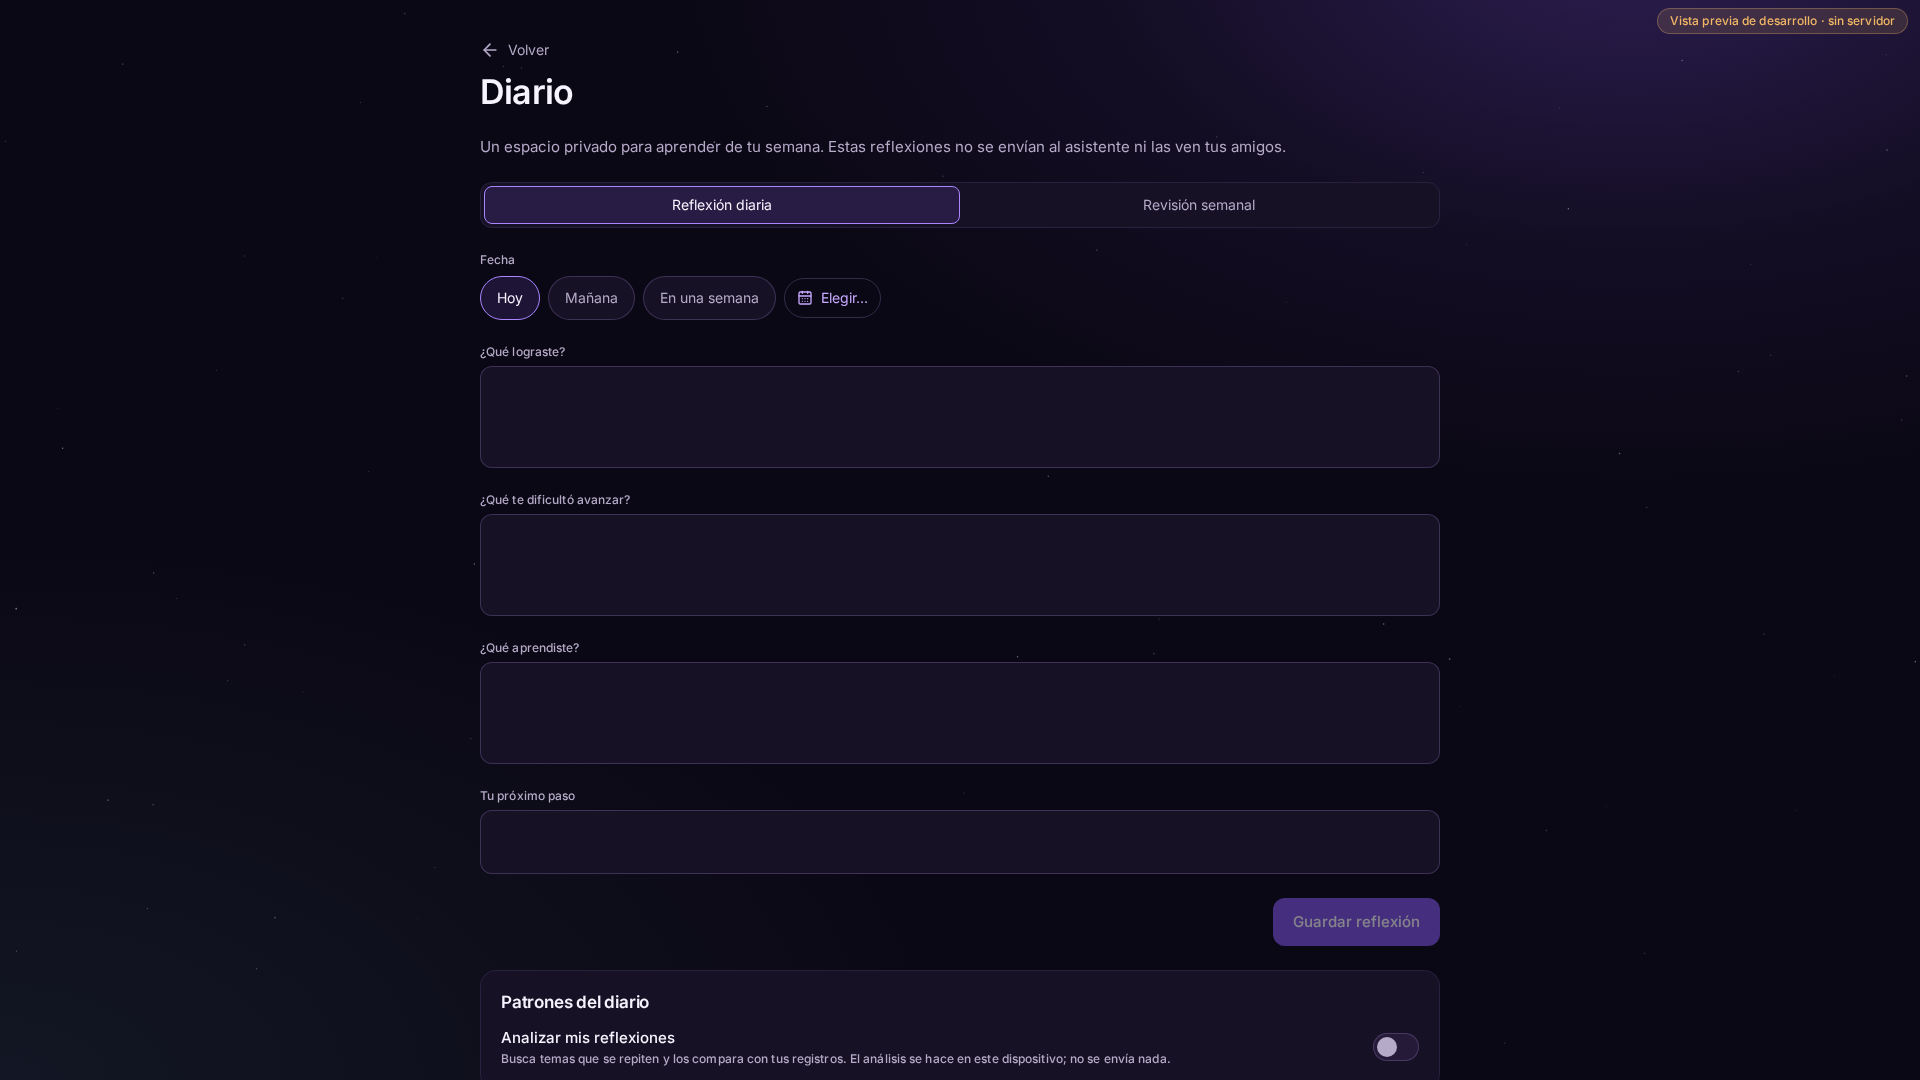 Vista previa de desarrollo · sin servidor
Volver
Diario
Un espacio privado para aprender de tu semana. Estas reflexiones no se envían al asistente ni las ven tus amigos.
Reflexión diaria
Revisión semanal
Fecha
Hoy
Mañana
En una semana
Elegir...
¿Qué lograste?
¿Qué te dificultó avanzar?
¿Qué aprendiste?
Tu próximo paso
Guardar reflexión
Patrones del diario
Analizar mis reflexiones
Busca temas que se repiten y los compara con tus registros. El análisis se hace en este dispositivo; no se envía nada.